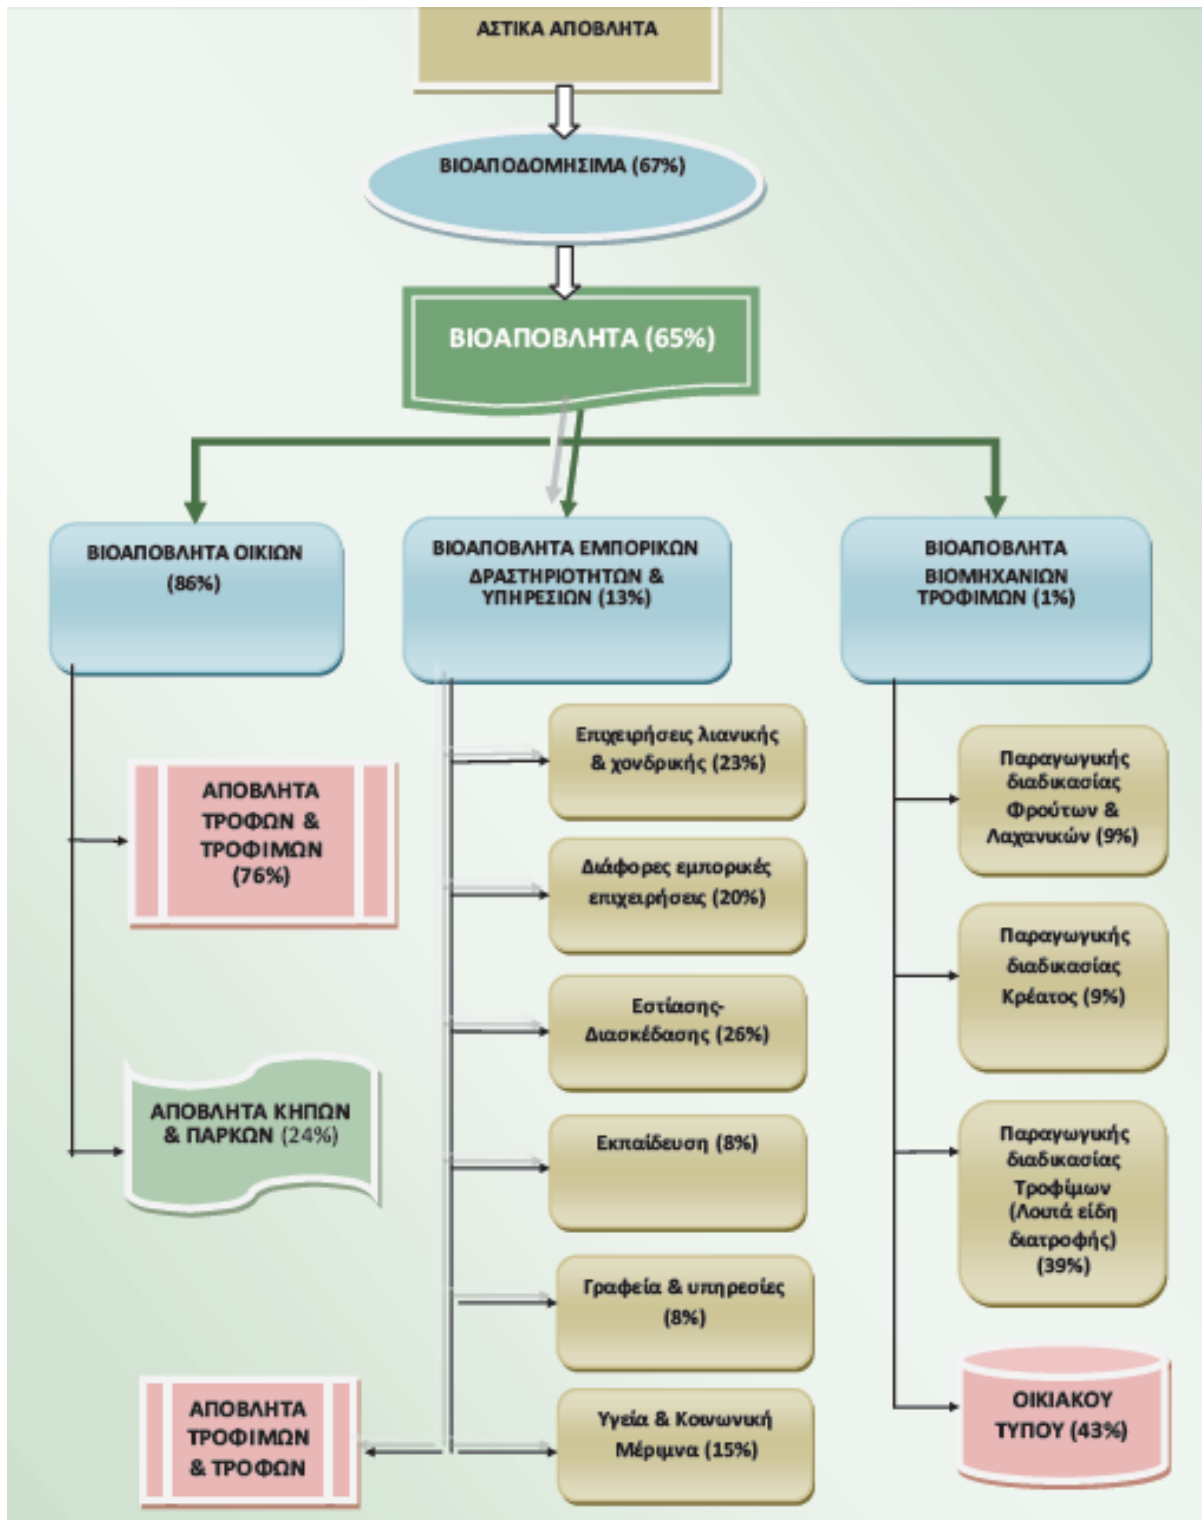 ΑΣΤΙΚΑ ΑΠΟΒΛΗΤΑ
ΒΙΟΑΠΟΔΟΜΗΣΙΜΑ (67%)
ΒΙΟΑΠΟΒΛΗΤΑ (65%)
ΒΙΟΑΠΟΒΛΗΤΑ ΟΙΚΙΩΝ
(86%)
ΑΠΟΒΛΗΤΑ
ΤΡΟΦΩΝ &
ΤΡΟΦΙΜΩΝ
(76%)
ΑΠΟΒΛΗΤΑ ΚΗΠΩΝ
& ΠΑΡΚΩΝ (24%)
ΒΙΟΑΠΟΒΛΗΤΑ ΕΜΠΟΡΙΚΩΝ
ΔΡΑΣΤΗΡΙΟΤΗΤΩΝ &
ΥΠΗΡΕΣΙΩΝ (13%)
Επιχειρήσεις λιανικής
& χονδρικής (23%)
Διάφορες εμπορικές
επιχειρήσεις (20%)
Εστίασης-
Διασκέδασης (26%)
Εκπαίδευση (8%)
Γραφεία & υπηρεσίες
(8%)
Υγεία & Κοινωνική
Μέριμνα (15%)
ΑΠΟΒΛΗΤΑ
ΤΡΟΦΙΜΩΝ
& ΤΡΟΦΩΝ
ΒΙΟΑΠΟΒΛΗΤΑ
ΒΙΟΜΗΧΑΝΙΩΝ
ΤΡΟΦΙΜΩΝ (1%)
Παραγωγικής
διαδικασίας
Φρούτων &
Λαχανικών (9%)
Παραγωγικής
διαδικασίας
Κρέατος (9%)
Παραγωγικής
διαδικασίας
Τροφίμων
(Λοιπά είδη
διατροφής)
(39%)
ΟΙΚΙΑΚΟΥ
ΤΥΠΟΥ (43%)